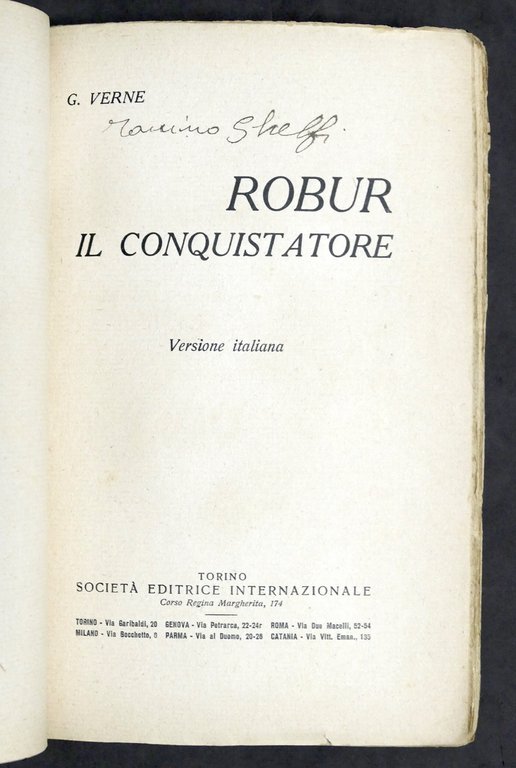 G. VERNE
Ghelfi
ROBUR
IL CONQUISTATORE
Versione italiana
TORINO
SOCIETÀ EDITRICE INTERNAZIONALE
Corso Regina Margherita, 174
TORINO - Via Garibaldi, 20 GENOVA - Via Petrarca, 22-24r ROMA - Via Due Macelli, 52-54
MILANO - Via Bocchetto, 8 PARMA - Via al Duomo, 20-26 CATANIA - Via Vitt. Eman., 135